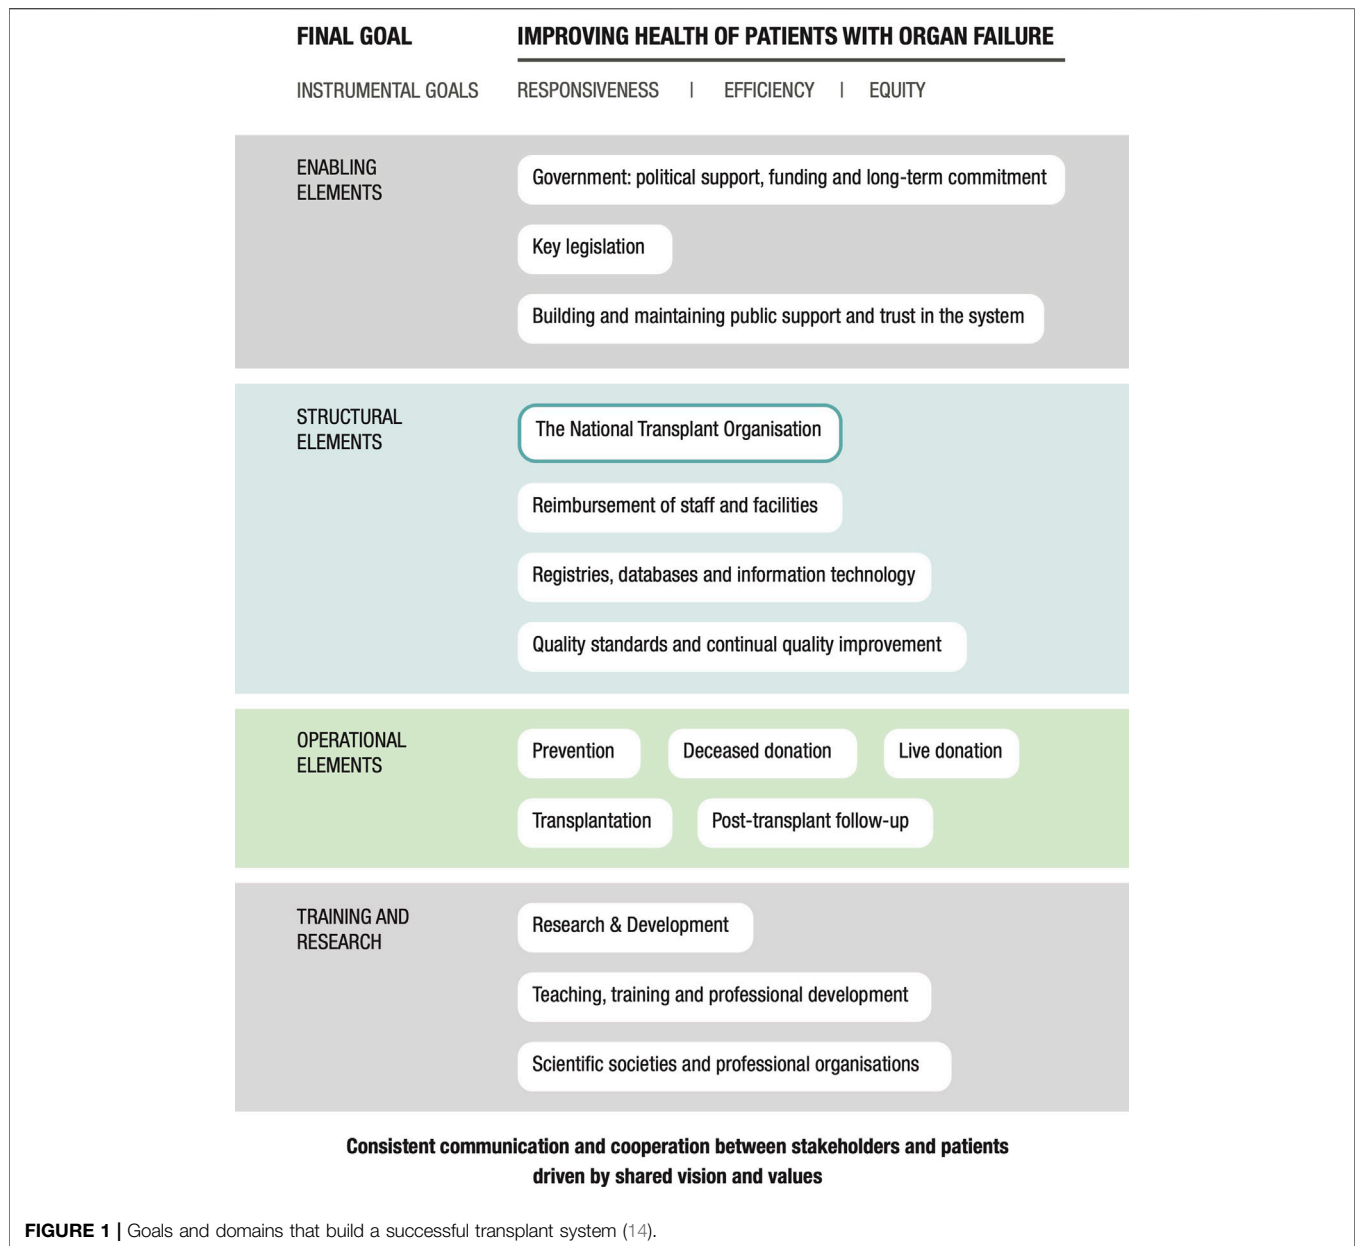 FINAL GOAL IMPROVING HEALTH OF PATIENTS WITH ORGAN FAILURE
INSTRUMENTAL GOALS RESPONSIVENESS | EFFICIENCY | EQUITY
ENABLING
ELEMENTS
Government: political support, funding and long-term commitment
Key legislation
Building and maintaining public support and trust in the system
STRUCTURAL
ELEMENTS
The National Transplant Organisation
Reimbursement of staff and facilities
Registries, databases and information technology
Quality standards and continual quality improvement
OPERATIONAL
ELEMENTS
Prevention Deceased donation Live donation
Transplantation Post-transplant follow-up
TRAINING AND
RESEARCH
Research & Development
Teaching, training and professional development
Scientific societies and professional organisations
Consistent communication and cooperation between stakeholders and patients
driven by shared vision and values
FIGURE 1 | Goals and domains that build a successful transplant system (14).